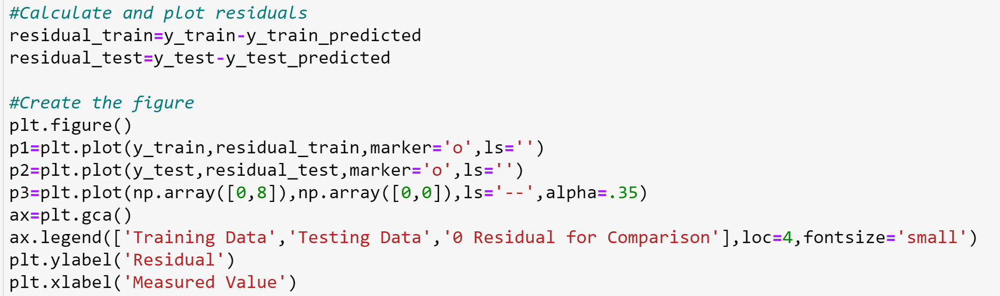 #Calculate and plot residuals
residual_train=y_train-y_train_predicted
residual_test=y_test-y_test_predicted
#Create the figure
plt.figure()
p1=plt.plot(y_train,residual_train,marker='o',ls='')
p2=plt.plot(y_test,residual_test,marker='o',ls='')
p3=plt.plot(np.array([0,8]),np.array([0,0]),ls='--',alpha=.35)
ax=plt.gca()
ax.legend(['Training Data','Testing Data','0 Residual for Comparison'],loc=4,fontsize='small')
plt.ylabel('Residual')
plt.xlabel('Measured Value')